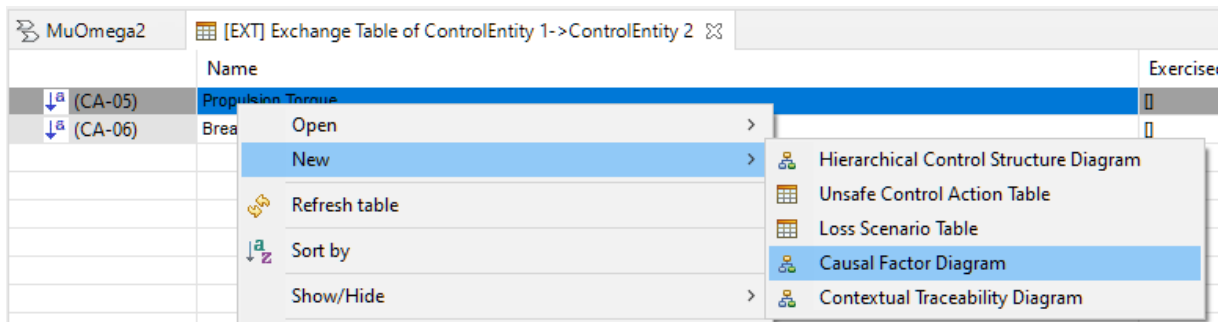 MuOmega2 [EXT] Exchange Table of ControlEntity 1->ControlEntity 2
Name Exercised
(CA-05) Propulsion Torque []
(CA-06) Brea []
Open
New
Hierarchical Control Structure Diagram
Unsafe Control Action Table
Refresh table
Loss Scenario Table
Sort by
Causal Factor Diagram
Show/Hide
Contextual Traceability Diagram